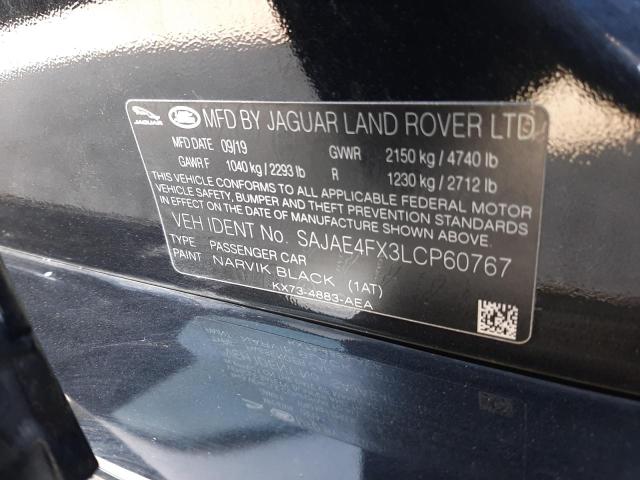 JAGUAR LAND ROVER MFD BY JAGUAR LAND ROVER LTD
MFD DATE 09/19 GVWR 2150 kg / 4740 lb
GAWR F 1040 kg / 2293 lb R 1230 kg / 2712 lb
THIS VEHICLE CONFORMS TO ALL APPLICABLE FEDERAL MOTOR
VEHICLE SAFETY, BUMPER AND THEFT PREVENTION STANDARDS
IN EFFECT ON THE DATE OF MANUFACTURE SHOWN ABOVE.
VEH IDENT No. SAJAE4FX3LCP60767
TYPE PASSENGER CAR
PAINT NARVIK BLACK (1AT)
KX73-4883-AEA